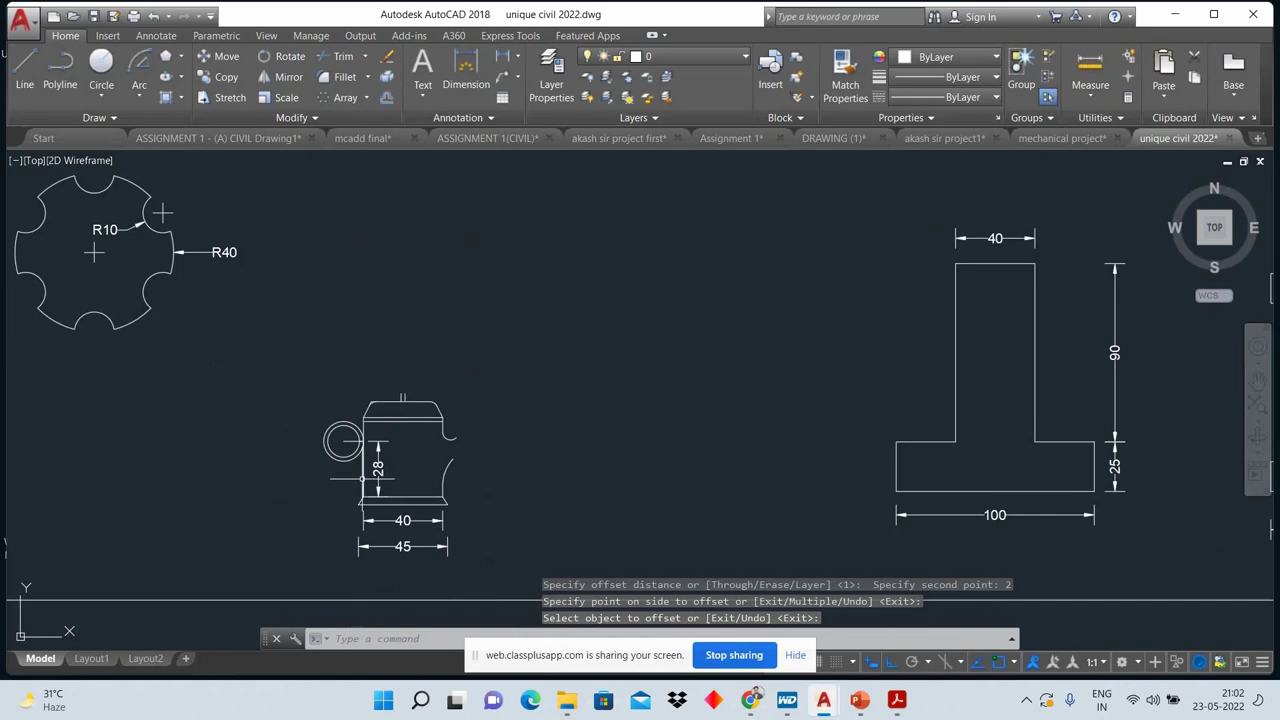 Autodesk AutoCAD 2018 unique civil 2022.dwg
Type a keyword or phrase
Sign In
Home Insert Annotate Parametric View Manage Output Add-ins A360 Express Tools Featured Apps
Line Polyline Circle Arc
Move Rotate Trim
Copy Mirror Fillet
Stretch Scale Array
Text Dimension
Layer Properties
0
Insert
Match Properties
ByLayer
ByLayer
ByLayer
Group
Measure
Paste
Base
Draw Modify Annotation Layers Block Properties Groups Utilities Clipboard View
Start ASSIGNMENT 1 - (A) CIVIL Drawing1* mcadd final* ASSIGNMENT 1(CIVIL)* akash sir project first* Assignment 1* DRAWING (1)* akash sir project1* mechanical project* unique civil 2022*
[−][Top][2D Wireframe]
N
W TOP E
S
WCS
R10
R40
40
90
25
100
28
40
45
Y
X
Specify offset distance or [Through/Erase/Layer] <1>: Specify second point: 2
Specify point on side to offset or [Exit/Multiple/Undo] <Exit>:
Select object to offset or [Exit/Undo] <Exit>:
Type a command
web.classplusapp.com is sharing your screen. Stop sharing Hide
Model Layout1 Layout2
1:1
31°C
Haze
ENG
IN
21:02
23-05-2022